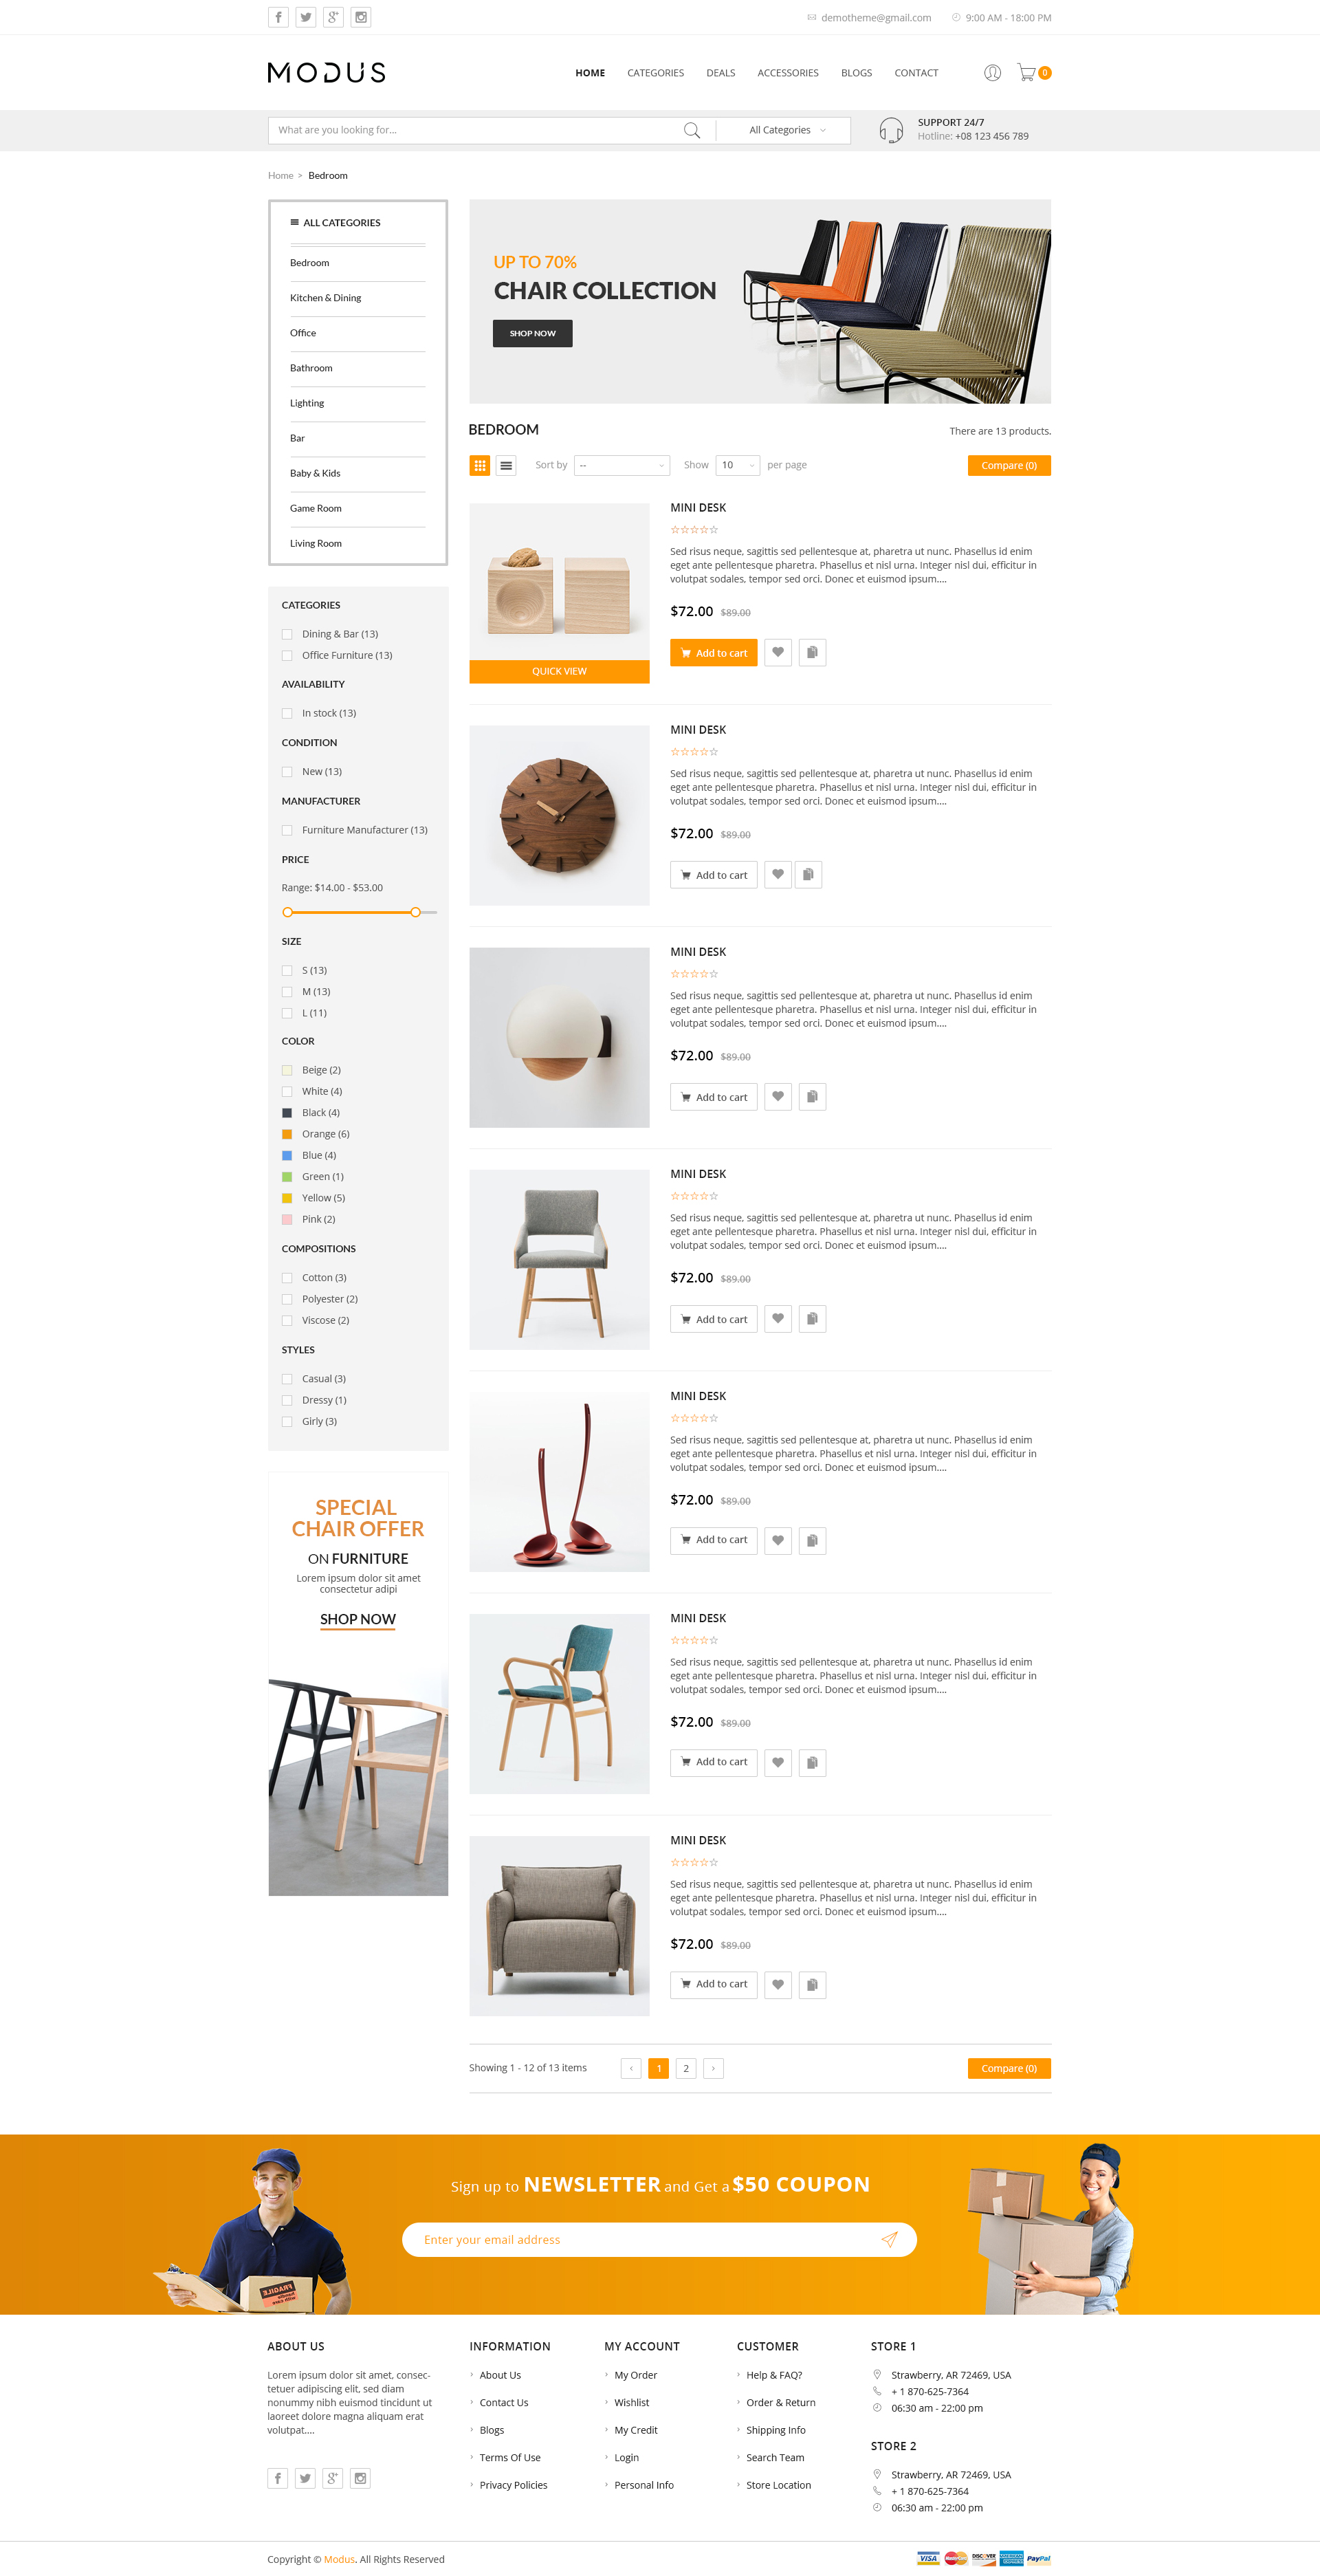 demotheme@gmail.com 9:00 AM - 18:00 PM
MODUS
HOME CATEGORIES DEALS ACCESSORIES BLOGS CONTACT 0
What are you looking for... All Categories
SUPPORT 24/7
Hotline: +08 123 456 789
Home > Bedroom
ALL CATEGORIES
Bedroom
Kitchen & Dining
Office
Bathroom
Lighting
Bar
Baby & Kids
Game Room
Living Room
CATEGORIES
Dining & Bar (13)
Office Furniture (13)
AVAILABILITY
In stock (13)
CONDITION
New (13)
MANUFACTURER
Furniture Manufacturer (13)
PRICE
Range: $14.00 - $53.00
SIZE
S (13)
M (13)
L (11)
COLOR
Beige (2)
White (4)
Black (4)
Orange (6)
Blue (4)
Green (1)
Yellow (5)
Pink (2)
COMPOSITIONS
Cotton (3)
Polyester (2)
Viscose (2)
STYLES
Casual (3)
Dressy (1)
Girly (3)
SPECIAL
CHAIR OFFER
ON FURNITURE
Lorem ipsum dolor sit amet
consectetur adipi
SHOP NOW
UP TO 70%
CHAIR COLLECTION
SHOP NOW
BEDROOM There are 13 products.
Sort by -- Show 10 per page Compare (0)
QUICK VIEW
MINI DESK
Sed risus neque, sagittis sed pellentesque at, pharetra ut nunc. Phasellus id enim
eget ante pellentesque pharetra. Phasellus et nisl urna. Integer nisl dui, efficitur in
volutpat sodales, tempor sed orci. Donec et euismod ipsum....
$72.00 $89.00
Add to cart
MINI DESK
Sed risus neque, sagittis sed pellentesque at, pharetra ut nunc. Phasellus id enim
eget ante pellentesque pharetra. Phasellus et nisl urna. Integer nisl dui, efficitur in
volutpat sodales, tempor sed orci. Donec et euismod ipsum....
$72.00 $89.00
Add to cart
MINI DESK
Sed risus neque, sagittis sed pellentesque at, pharetra ut nunc. Phasellus id enim
eget ante pellentesque pharetra. Phasellus et nisl urna. Integer nisl dui, efficitur in
volutpat sodales, tempor sed orci. Donec et euismod ipsum....
$72.00 $89.00
Add to cart
MINI DESK
Sed risus neque, sagittis sed pellentesque at, pharetra ut nunc. Phasellus id enim
eget ante pellentesque pharetra. Phasellus et nisl urna. Integer nisl dui, efficitur in
volutpat sodales, tempor sed orci. Donec et euismod ipsum....
$72.00 $89.00
Add to cart
MINI DESK
Sed risus neque, sagittis sed pellentesque at, pharetra ut nunc. Phasellus id enim
eget ante pellentesque pharetra. Phasellus et nisl urna. Integer nisl dui, efficitur in
volutpat sodales, tempor sed orci. Donec et euismod ipsum....
$72.00 $89.00
Add to cart
MINI DESK
Sed risus neque, sagittis sed pellentesque at, pharetra ut nunc. Phasellus id enim
eget ante pellentesque pharetra. Phasellus et nisl urna. Integer nisl dui, efficitur in
volutpat sodales, tempor sed orci. Donec et euismod ipsum....
$72.00 $89.00
Add to cart
MINI DESK
Sed risus neque, sagittis sed pellentesque at, pharetra ut nunc. Phasellus id enim
eget ante pellentesque pharetra. Phasellus et nisl urna. Integer nisl dui, efficitur in
volutpat sodales, tempor sed orci. Donec et euismod ipsum....
$72.00 $89.00
Add to cart
Showing 1 - 12 of 13 items 1 2 Compare (0)
Sign up to NEWSLETTER and Get a $50 COUPON
Enter your email address
FRAGILE
ABOUT US
Lorem ipsum dolor sit amet, consec-
tetuer adipiscing elit, sed diam
nonummy nibh euismod tincidunt ut
laoreet dolore magna aliquam erat
volutpat....
INFORMATION
About Us
Contact Us
Blogs
Terms Of Use
Privacy Policies
MY ACCOUNT
My Order
Wishlist
My Credit
Login
Personal Info
CUSTOMER
Help & FAQ?
Order & Return
Shipping Info
Search Team
Store Location
STORE 1
Strawberry, AR 72469, USA
+ 1 870-625-7364
06:30 am - 22:00 pm
STORE 2
Strawberry, AR 72469, USA
+ 1 870-625-7364
06:30 am - 22:00 pm
Copyright © Modus. All Rights Reserved
VISA MasterCard DISCOVER AMERICAN EXPRESS PayPal